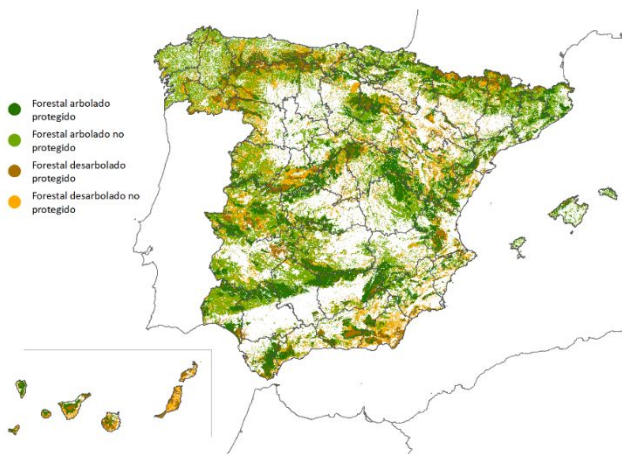 Forestal arbolado
protegido
Forestal arbolado no
protegido
Forestal desarbolado
protegido
Forestal desarbolado no
protegido